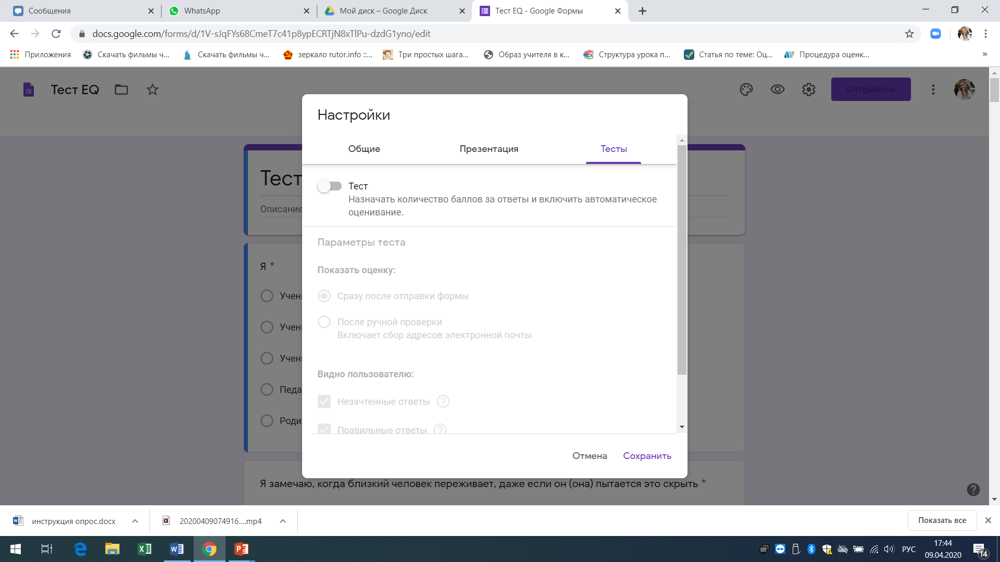 Сообщения
WhatsApp
Мой диск – Google Диск
Тест EQ - Google Формы
docs.google.com/forms/d/1V-sJqFYs68CmeT7c41p8ypECRTjN8xTlPu-dzdG1yno/edit
Приложения
Скачать фильмы ч...
Скачать фильмы ч...
зеркало rutor.info ::...
Три простых шага...
Образ учителя в к...
Структура урока п...
Статья по теме: Оц...
Процедура оценк...
»
Тест EQ
Отправить
Настройки
Общие
Презентация
Тесты
Тест
Описание
Тест
Назначать количество баллов за ответы и включить автоматическое
оценивание.
Параметры теста
Показать оценку:
Сразу после отправки формы
После ручной проверки
Включает сбор адресов электронной почты
Видно пользователю:
Незачтенные ответы
Правильные ответы
Отмена
Сохранить
Я *
Учен
Учен
Учен
Педа
Роди
Я замечаю, когда близкий человек переживает, даже если он (она) пытается это скрыть *
инструкция опрос.docx
20200409074916....mp4
Показать все
РУС
17:44
09.04.2020
14